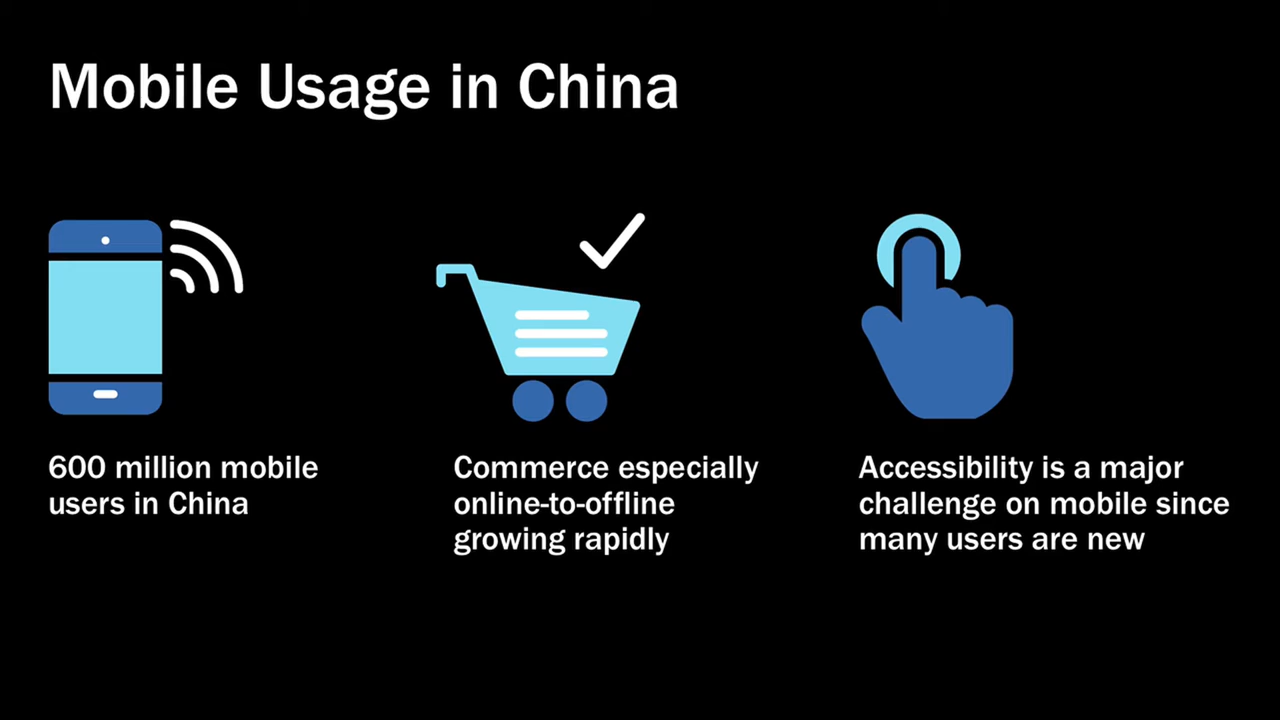 Mobile Usage in China
600 million mobile
users in China
Commerce especially
online-to-offline
growing rapidly
Accessibility is a major
challenge on mobile since
many users are new